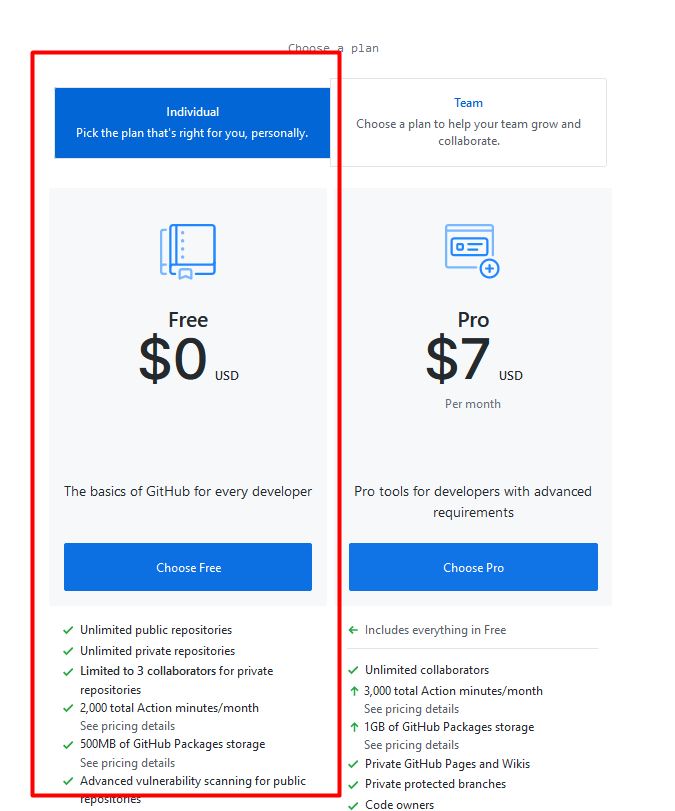 Choose a plan
Individual
Pick the plan that's right for you, personally.
Team
Choose a plan to help your team grow and
collaborate.
Free
$0 USD
The basics of GitHub for every developer
Choose Free
Unlimited public repositories
Unlimited private repositories
Limited to 3 collaborators for private
repositories
2,000 total Action minutes/month
See pricing details
500MB of GitHub Packages storage
See pricing details
Advanced vulnerability scanning for public
repositories
Pro
$7 USD
Per month
Pro tools for developers with advanced
requirements
Choose Pro
Includes everything in Free
Unlimited collaborators
3,000 total Action minutes/month
See pricing details
1GB of GitHub Packages storage
See pricing details
Private GitHub Pages and Wikis
Private protected branches
Code owners